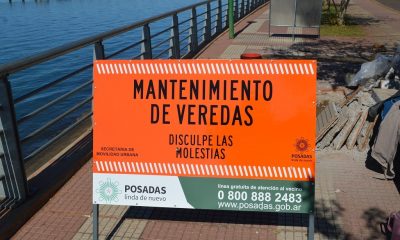 MANTENIMIENTO
DE VEREDAS
DISCULPE LAS
MOLESTIAS
SECRETARIA DE
MOVILIDAD URBANA
POSADAS
POSADAS
linda de nuevo
línea gratuita de atención al vecino
0 800 888 2483
www.posadas.gob.ar